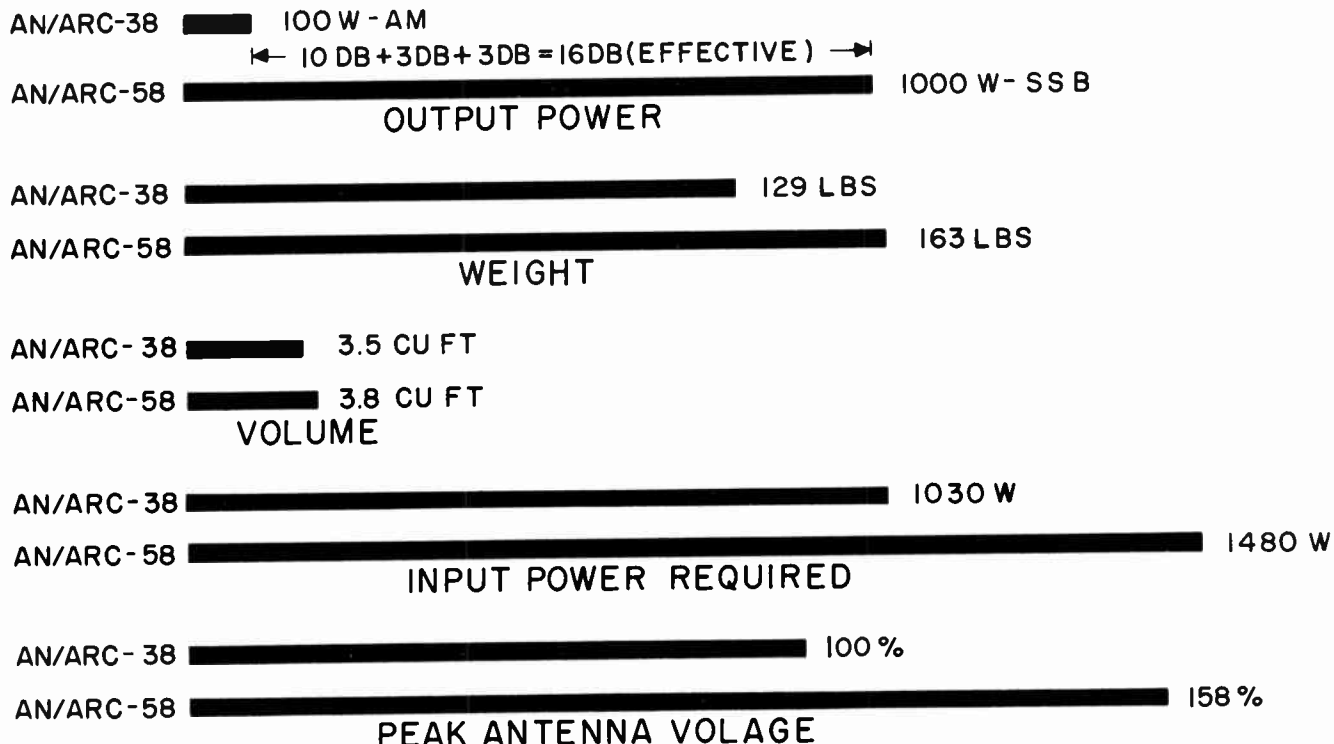 AN/ARC-38 100 W - AM
10 DB + 3DB + 3DB = 16DB (EFFECTIVE)
AN/ARC-58 1000 W - SSB
OUTPUT POWER
AN/ARC-38 129 LBS
AN/ARC-58 163 LBS
WEIGHT
AN/ARC-38 3.5 CU FT
AN/ARC-58 3.8 CU FT
VOLUME
AN/ARC-38 1030 W
AN/ARC-58 1480 W
INPUT POWER REQUIRED
AN/ARC-38 100 %
AN/ARC-58 158 %
PEAK ANTENNA VOLAGE